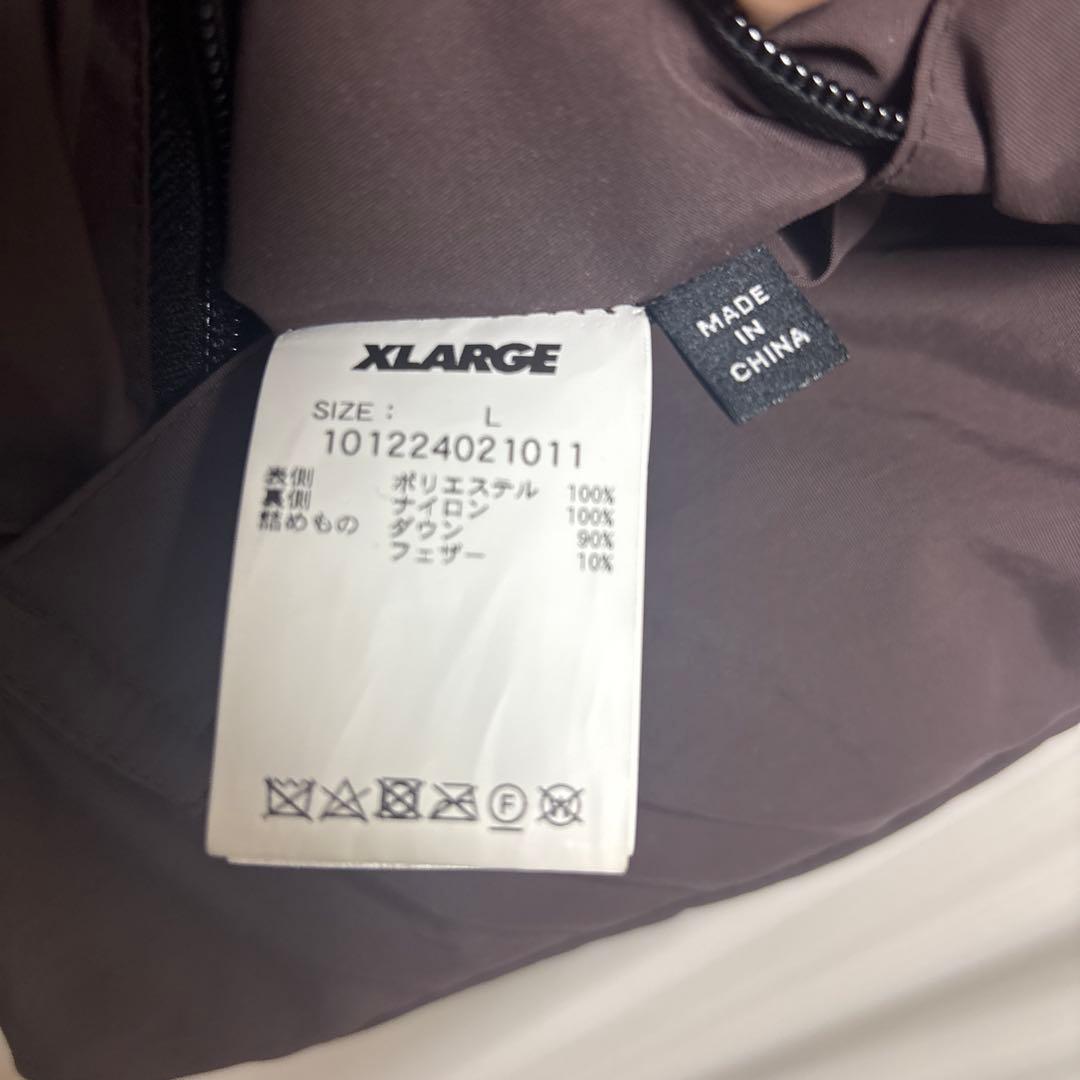 XLARGE
SIZE : L
101224021011
表側 ポリエステル 100%
裏側 ナイロン 100%
詰めもの ダウン 90%
フェザー 10%
F
W
MADE
IN
CHINA